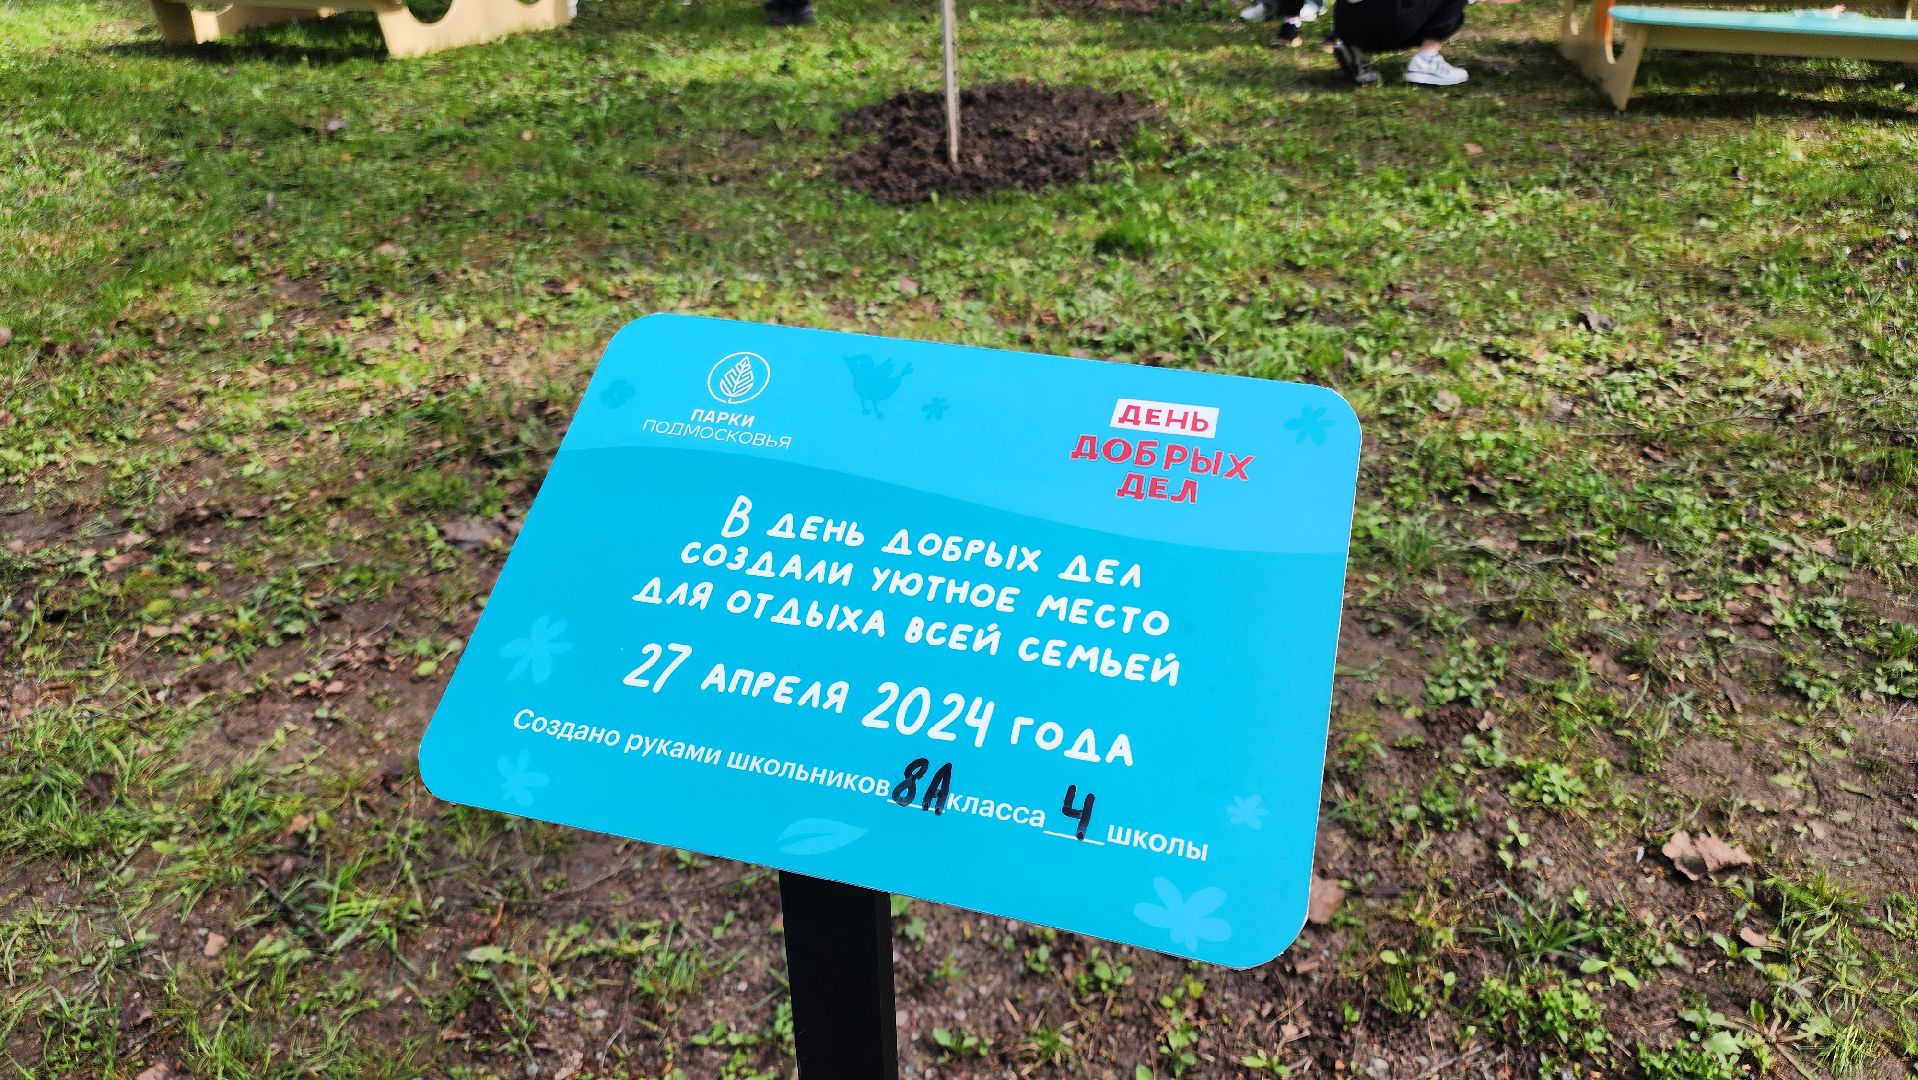 ПАРКИ
ПОДМОСКОВЬЯ
ДЕНЬ
ДОБРЫХ
ДЕЛ
В ДЕНЬ ДОБРЫХ ДЕЛ
СОЗДАЛИ УЮТНОЕ МЕСТО
ДЛЯ ОТДЫХА ВСЕЙ СЕМЬЕЙ
27 АПРЕЛЯ 2024 ГОДА
Создано руками школьников 8А класса 4 школы